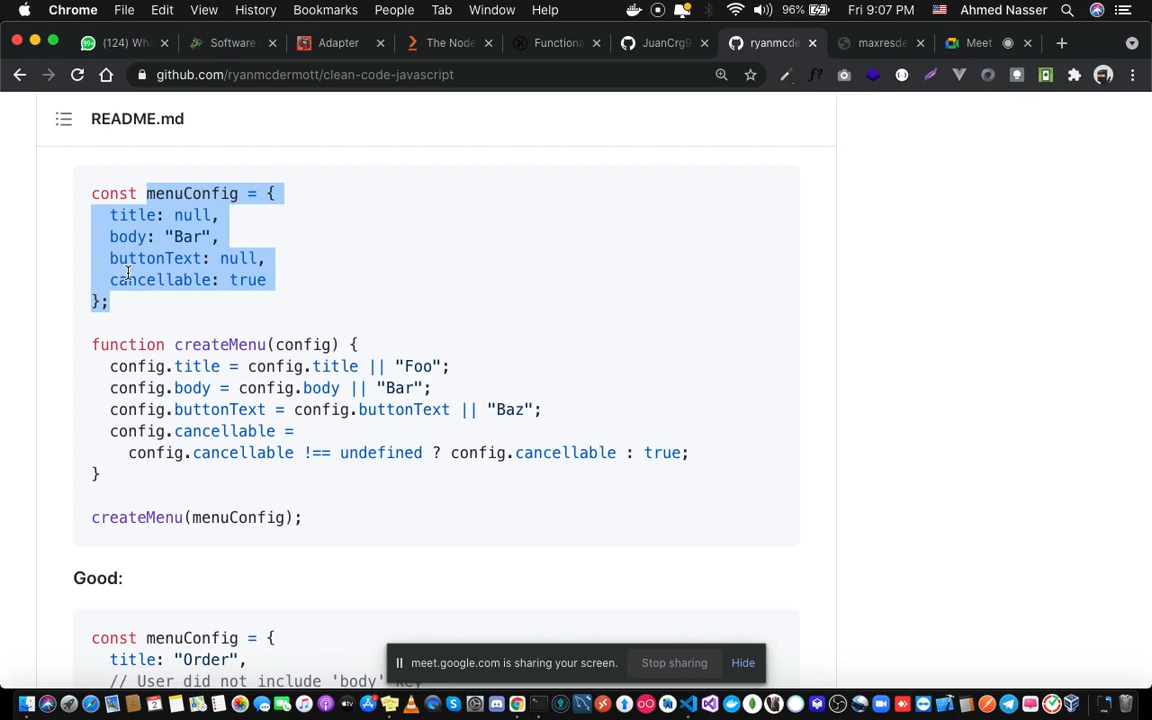 Chrome File Edit View History Bookmarks People Tab Window Help 96% Fri 9:07 PM Ahmed Nasser
(124) Wha Software Adapter The Node Functiona JuanCrg9 ryanmcde maxresde Meet
github.com/ryanmcdermott/clean-code-javascript
README.md
const menuConfig = {
title: null,
body: "Bar",
buttonText: null,
cancellable: true
};
function createMenu(config) {
config.title = config.title || "Foo";
config.body = config.body || "Bar";
config.buttonText = config.buttonText || "Baz";
config.cancellable =
config.cancellable !== undefined ? config.cancellable : true;
}
createMenu(menuConfig);
Good:
const menuConfig = {
title: "Order",
// User did not include 'body' key
meet.google.com is sharing your screen. Stop sharing Hide